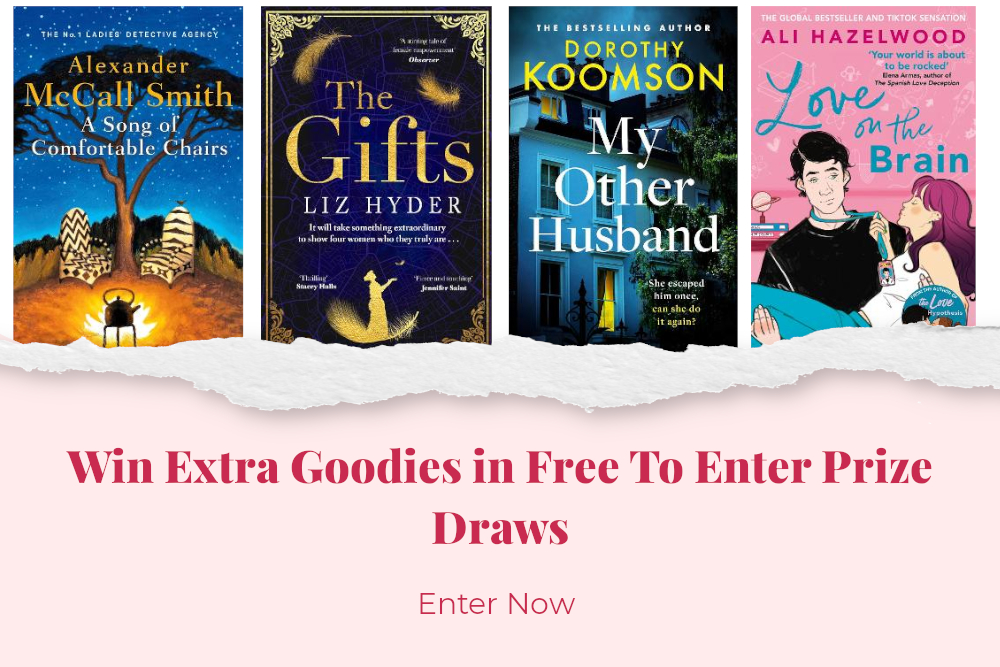 THE No.1 LADIES' DETECTIVE AGENCY
Alexander
McCall Smith
A Song of
Comfortable Chairs
'A stirring tale of
female empowerment'
Observer
The
Gifts
LIZ HYDER
It will take something extraordinary
to show four women who they truly are . . .
'Thrilling'
Stacey Halls
'Fierce and
Jennifer Saint
THE BESTSELLING AUTHOR
DOROTHY
KOOMSON
My
Other
Husband
She escaped
him once,
can she do
it again?
THE GLOBAL BESTSELLER AND TIKTOK SENSATION
ALI HAZELWOOD
'Your world is about
to be rocked'
Elena Armas, author of
The Spanish Love Deception
Love
on the
Brain
FROM THE AUTHOR OF
the Love
Hypothesis
Win Extra Goodies in Free To Enter Prize
Draws
Enter Now